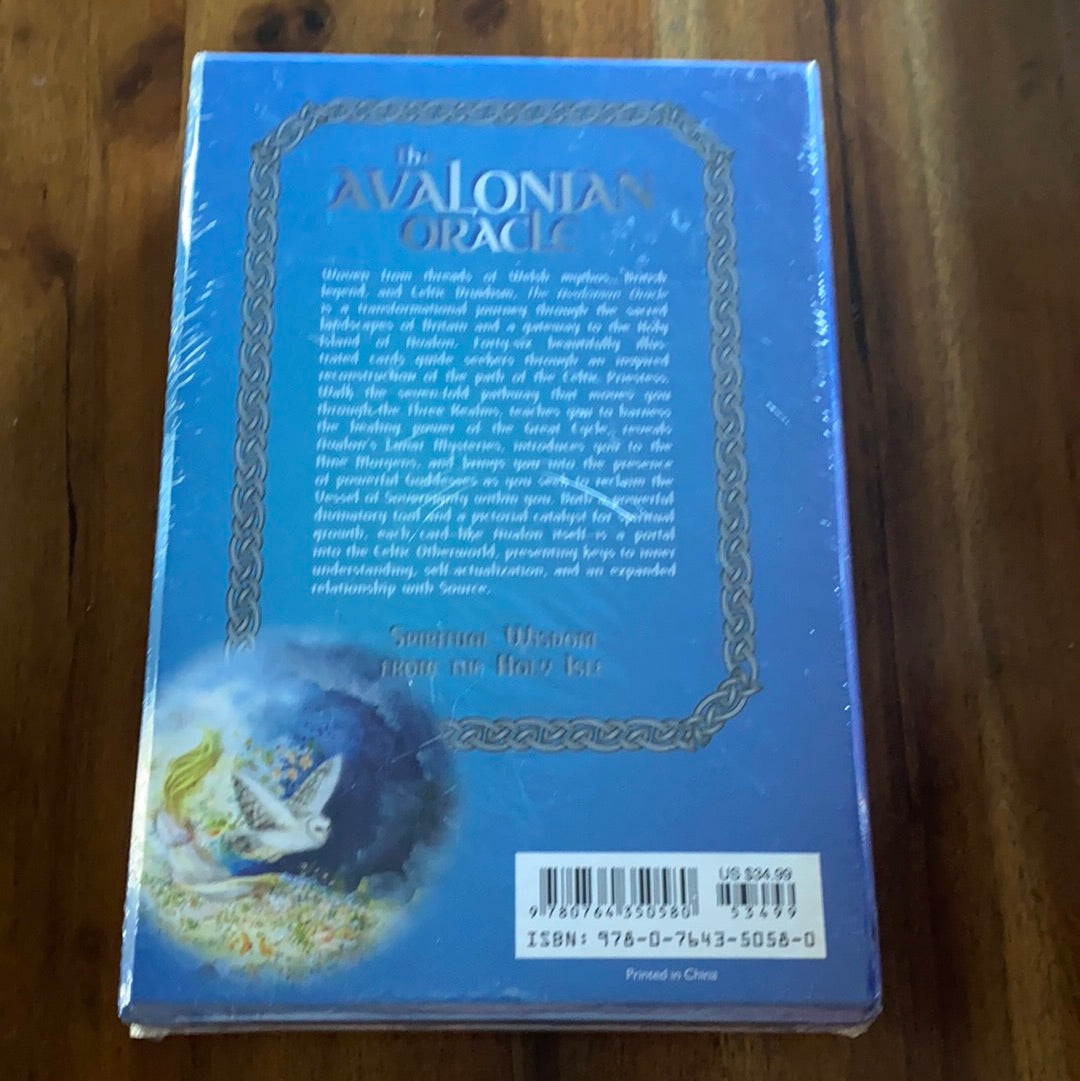 the
AVALONIAN
ORACLE
Woven from threads of Welsh mythos, British
legend, and Celtic Druidism, The Avalonian Oracle
is a transformational journey through the sacred
landscapes of Britain and a gateway to the Holy
Island of Avalon. Forty-six beautifully illus-
trated cards guide seekers through an inspired
reconstruction of the path of the Celtic Priestess.
Walk the seven-fold pathway that moves you
through the Three Realms, teaches you to harness
the healing power of the Great Cycle, reveals
Avalon's Lunar Mysteries, introduces you to the
Nine Morgens, and brings you into the presence
of powerful Goddesses as you seek to reclaim the
Vessel of Sovereignty within you. Both a powerful
divinatory tool and a pictorial catalyst for spiritual
growth, each card like Avalon itself is a portal
into the Celtic Otherworld, presenting keys to inner
understanding, self actualization, and an expanded
relationship with Source.
SPIRITUAL WISDOM
FROM THE HOLY ISLE
US $34.99
9 780764 350580
53499
ISBN: 978-0-7643-5058-0
Printed in China